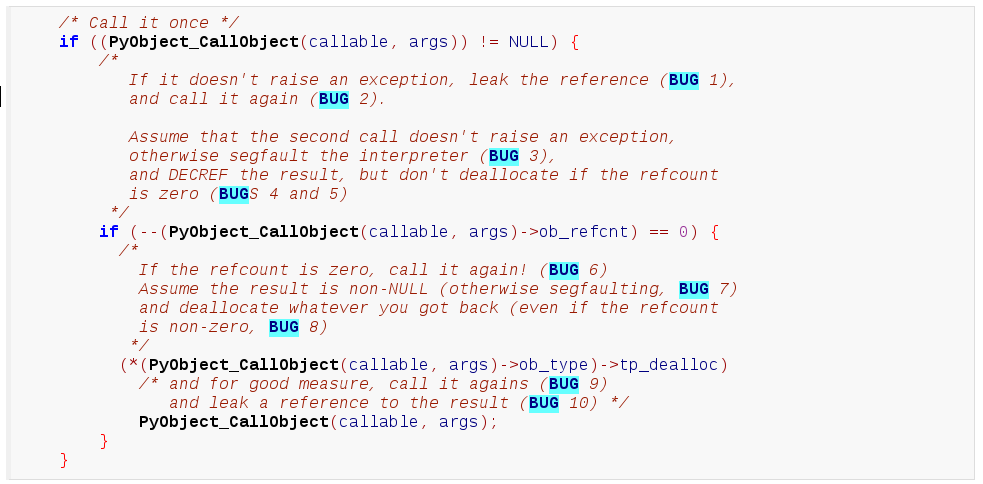 /* Call it once */
if ((PyObject_CallObject(callable, args)) != NULL) {
/*
If it doesn't raise an exception, leak the reference (BUG 1),
and call it again (BUG 2).
Assume that the second call doesn't raise an exception,
otherwise segfault the interpreter (BUG 3),
and DECREF the result, but don't deallocate if the refcount
is zero (BUGS 4 and 5)
*/
if (--(PyObject_CallObject(callable, args)->ob_refcnt) == 0) {
/*
If the refcount is zero, call it again! (BUG 6)
Assume the result is non-NULL (otherwise segfaulting, BUG 7)
and deallocate whatever you got back (even if the refcount
is non-zero, BUG 8)
*/
(*(PyObject_CallObject(callable, args)->ob_type)->tp_dealloc)
/* and for good measure, call it agains (BUG 9)
and leak a reference to the result (BUG 10) */
PyObject_CallObject(callable, args);
}
}